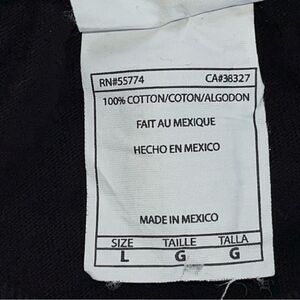 RN#55774 CA#38327
100% COTTON/COTON/ALGODON
FAIT AU MEXIQUE
HECHO EN MEXICO
MADE IN MEXICO
SIZE TAILLE TALLA
L G G